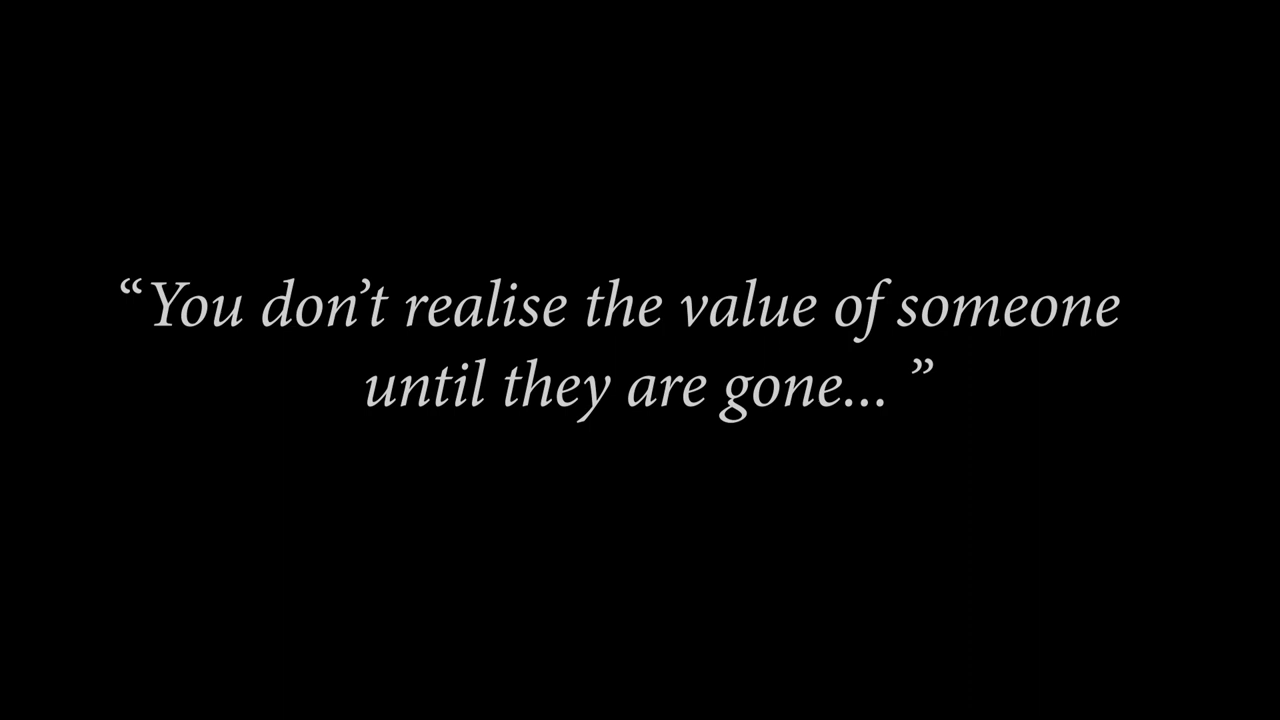 “You don’t realise the value of someone
until they are gone... ”